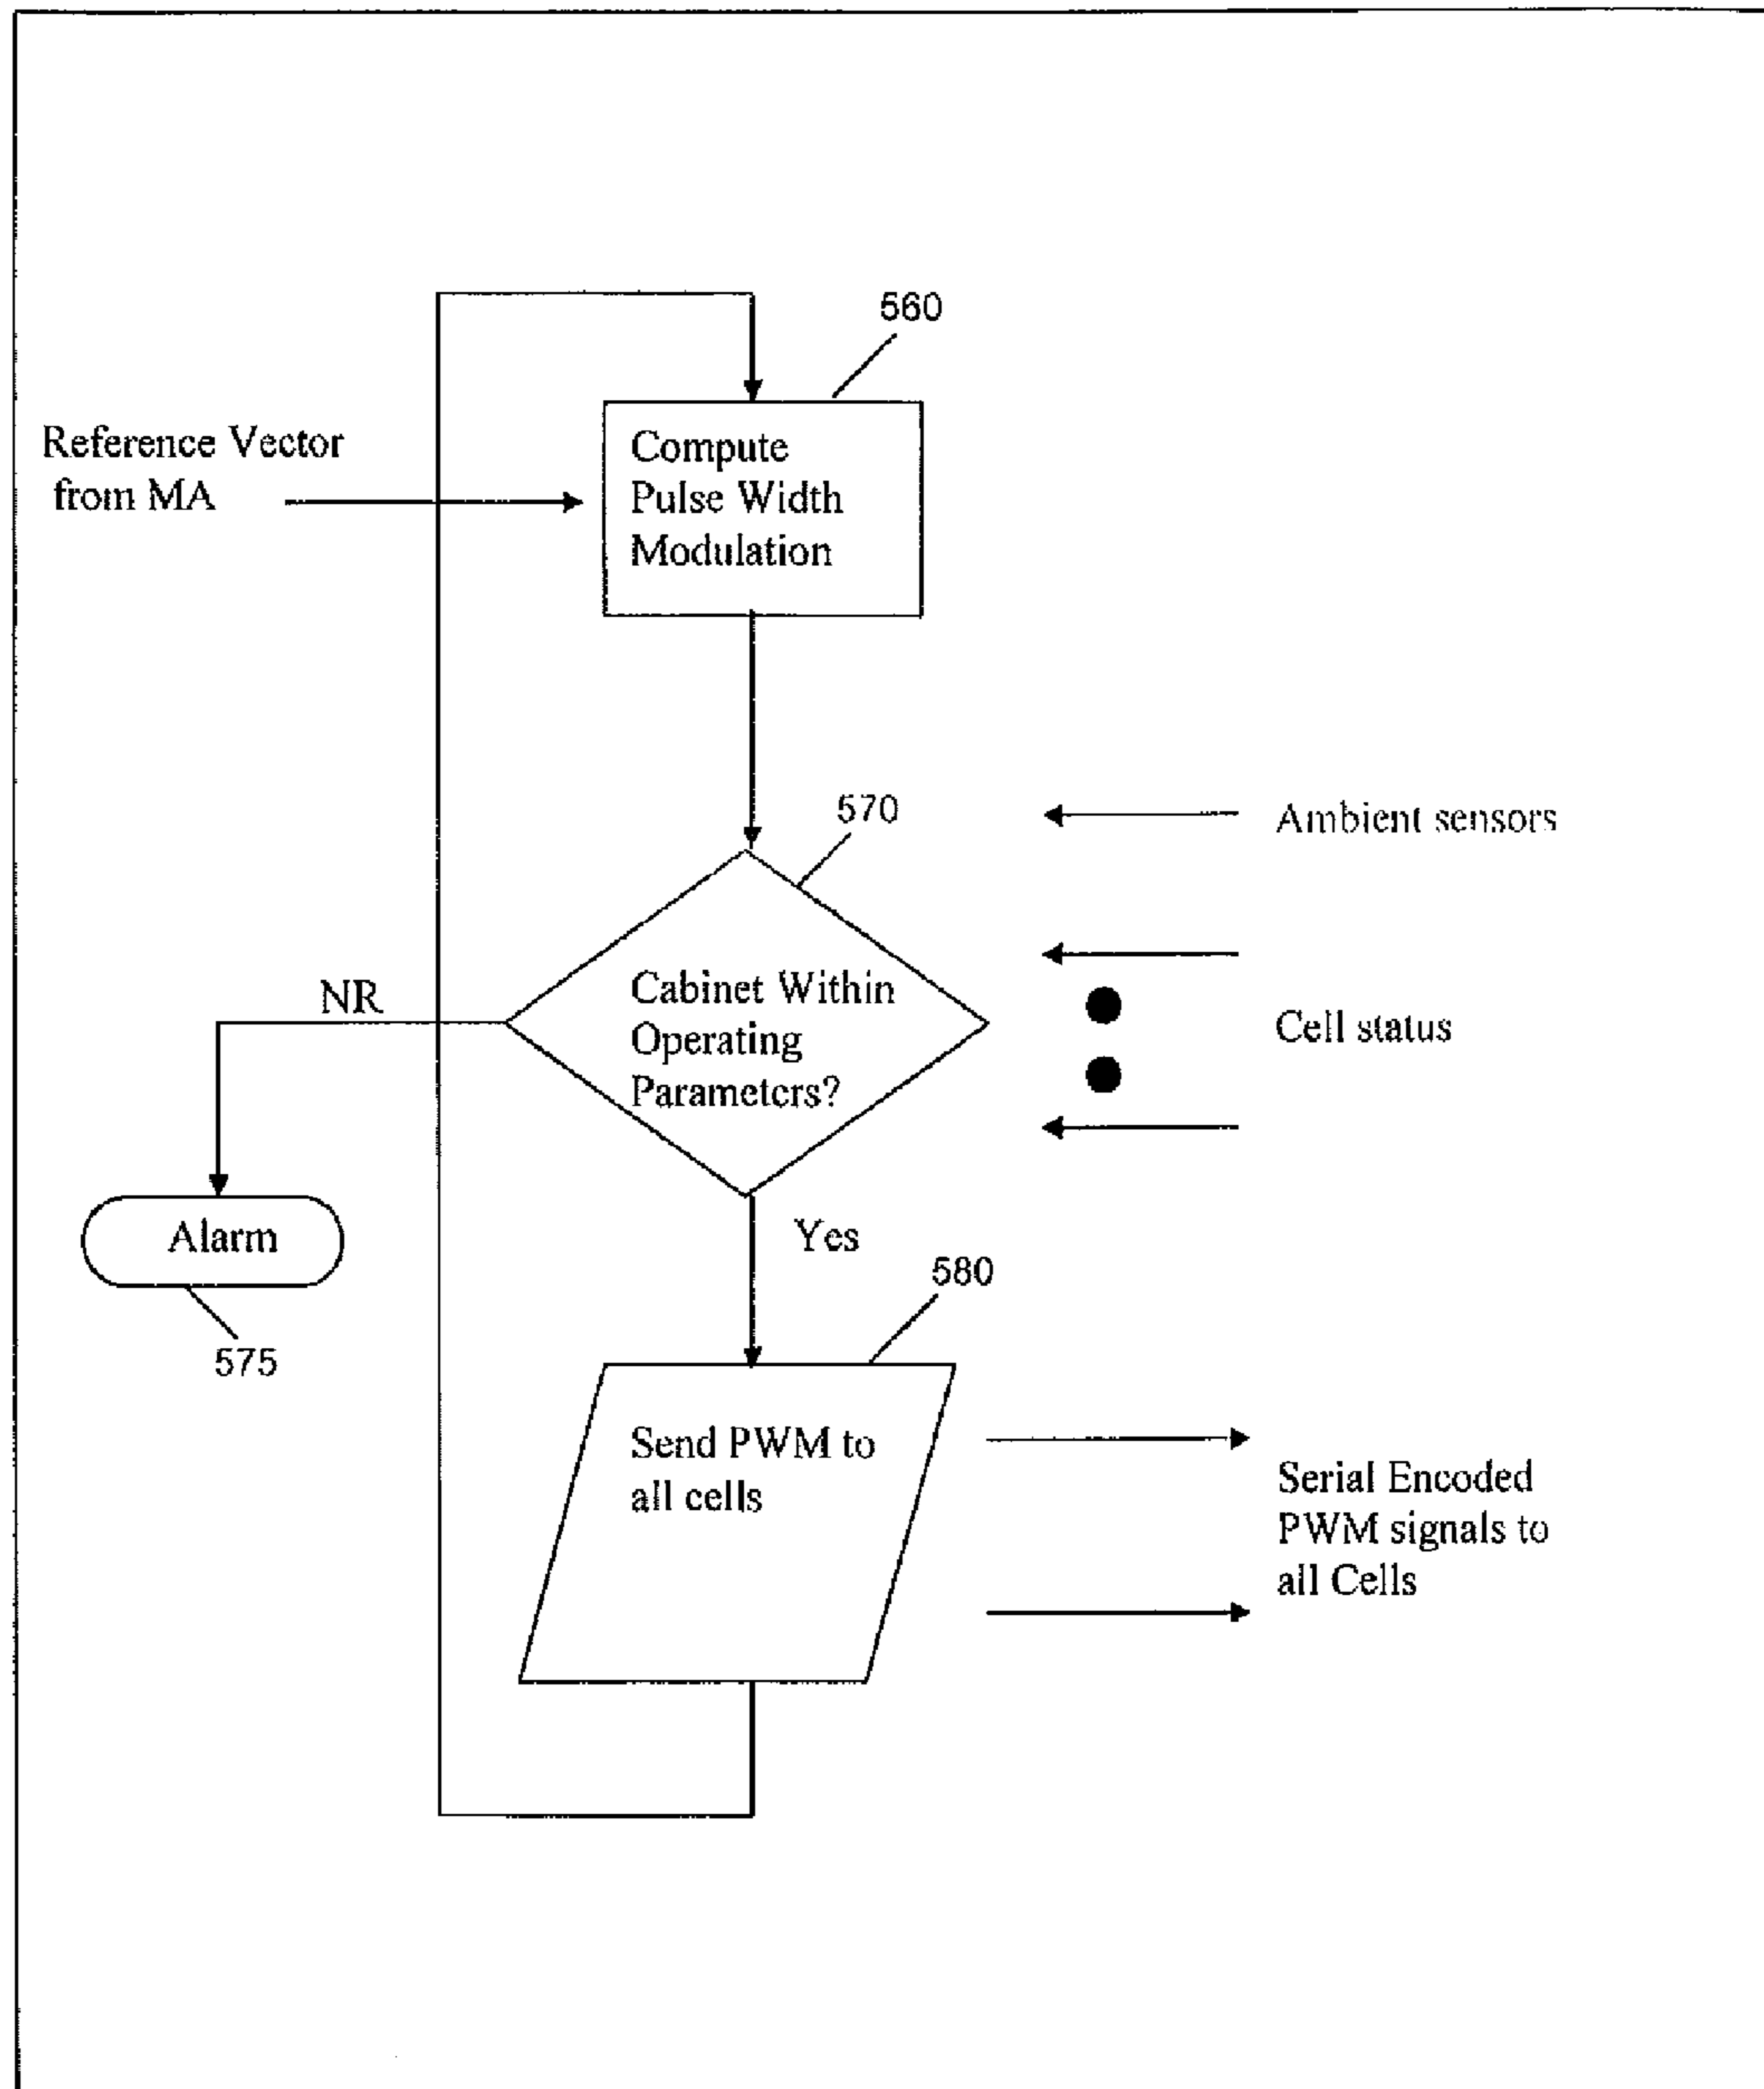 560
Reference Vector
from MA
Compute
Pulse Width
Modulation
570
Ambient sensors
NR
Cabinet Within
Operating
Parameters?
Cell status
Alarm
575
Yes
580
Send PWM to
all cells
Serial Encoded
PWM signals to
all Cells